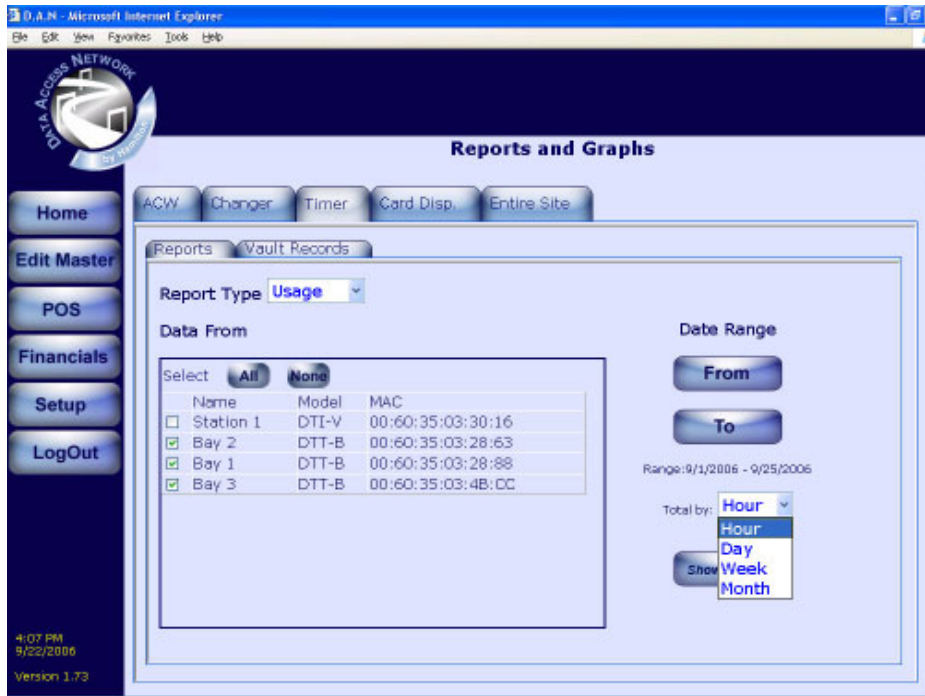 D.A.N - Microsoft Internet Explorer
File Edit View Favorites Tools Help
DATA ACCESS NETWORK
by Hamilton
Reports and Graphs
Home
Edit Master
POS
Financials
Setup
LogOut
4:07 PM
9/22/2006
Version 1.73
ACW Changer Timer Card Disp. Entire Site
Reports Vault Records
Report Type Usage
Data From
Select All None
Name Model MAC
Station 1 DTI-V 00:60:35:03:30:16
Bay 2 DTT-B 00:60:35:03:28:63
Bay 1 DTT-B 00:60:35:03:28:88
Bay 3 DTT-B 00:60:35:03:4B:CC
Date Range
From
To
Range:9/1/2006 - 9/25/2006
Total by: Hour
Hour
Day
Week
Month
Show